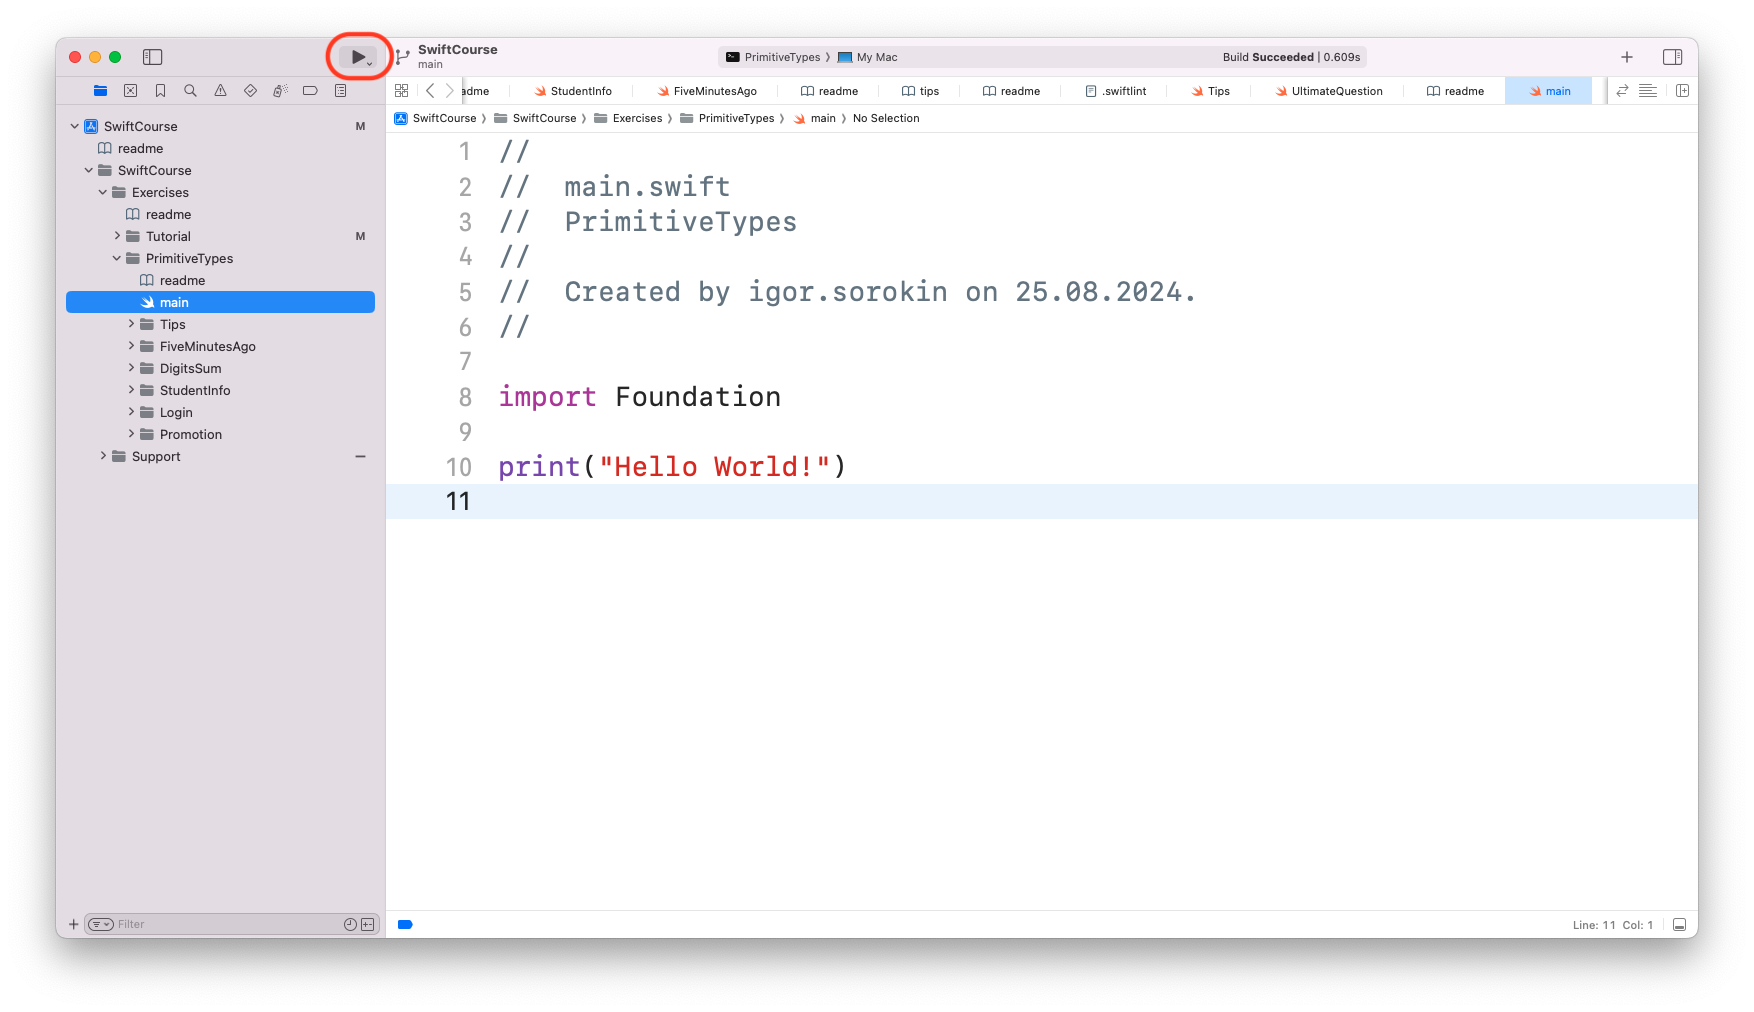 SwiftCourse
main
PrimitiveTypes 〉 My Mac
Build Succeeded | 0.609s
adme StudentInfo FiveMinutesAgo readme tips readme .swiftlint Tips UltimateQuestion readme main
SwiftCourse 〉 SwiftCourse 〉 Exercises 〉 PrimitiveTypes 〉 main 〉 No Selection
SwiftCourse M
readme
SwiftCourse
Exercises
readme
Tutorial M
PrimitiveTypes
readme
main
Tips
FiveMinutesAgo
DigitsSum
StudentInfo
Login
Promotion
Support
1 //
2 //  main.swift
3 //  PrimitiveTypes
4 //
5 //  Created by igor.sorokin on 25.08.2024.
6 //
7
8 import Foundation
9
10 print("Hello World!")
11
Filter
Line: 11 Col: 1